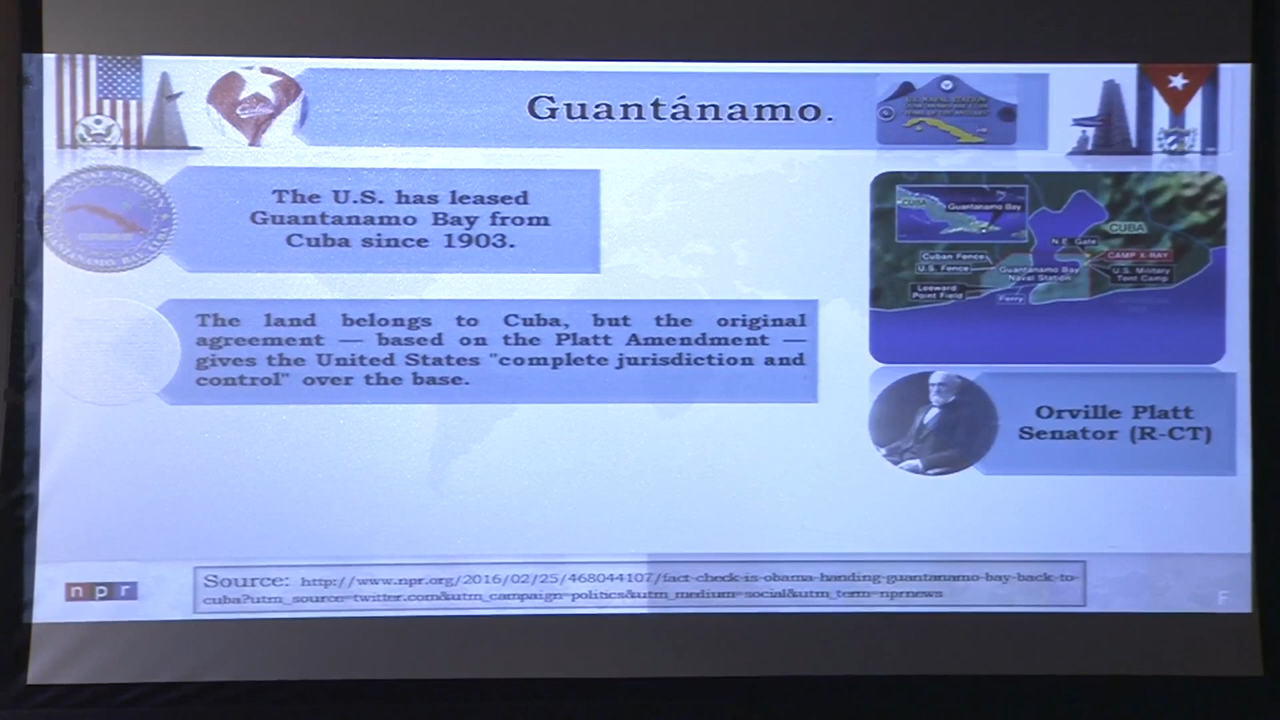 Guantánamo.
The U.S. has leased
Guantanamo Bay from
Cuba since 1903.
The land belongs to Cuba, but the original
agreement — based on the Platt Amendment —
gives the United States "complete jurisdiction and
control" over the base.
CUBA
Guantanamo Bay
CUBA
N.E. Gate
Cuban Fence
CAMP X-RAY
U.S. Fence
Guantanamo Bay
Naval Station
U.S. Military
Tent Camp
Leeward
Point Field
Ferry
Orville Platt
Senator (R-CT)
npr
Source: http://www.npr.org/2016/02/25/468044107/fact-check-is-obama-handing-guantanamo-bay-back-to-
cuba?utm_source=twitter.com&utm_campaign=politics&utm_medium=social&utm_term=nprnews
F